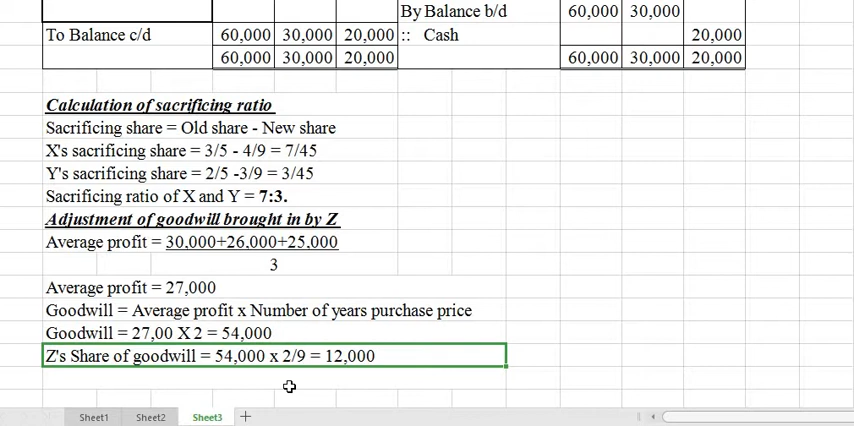 By Balance b/d 60,000 30,000
To Balance c/d 60,000 30,000 20,000 :: Cash 20,000
60,000 30,000 20,000 60,000 30,000 20,000
Calculation of sacrificing ratio
Sacrificing share = Old share - New share
X's sacrificing share = 3/5 - 4/9 = 7/45
Y's sacrificing share = 2/5 -3/9 = 3/45
Sacrificing ratio of X and Y = 7:3.
Adjustment of goodwill brought in by Z
Average profit = 30,000+26,000+25,000
3
Average profit = 27,000
Goodwill = Average profit x Number of years purchase price
Goodwill = 27,00 X 2 = 54,000
Z's Share of goodwill = 54,000 x 2/9 = 12,000
Sheet1 Sheet2 Sheet3 +